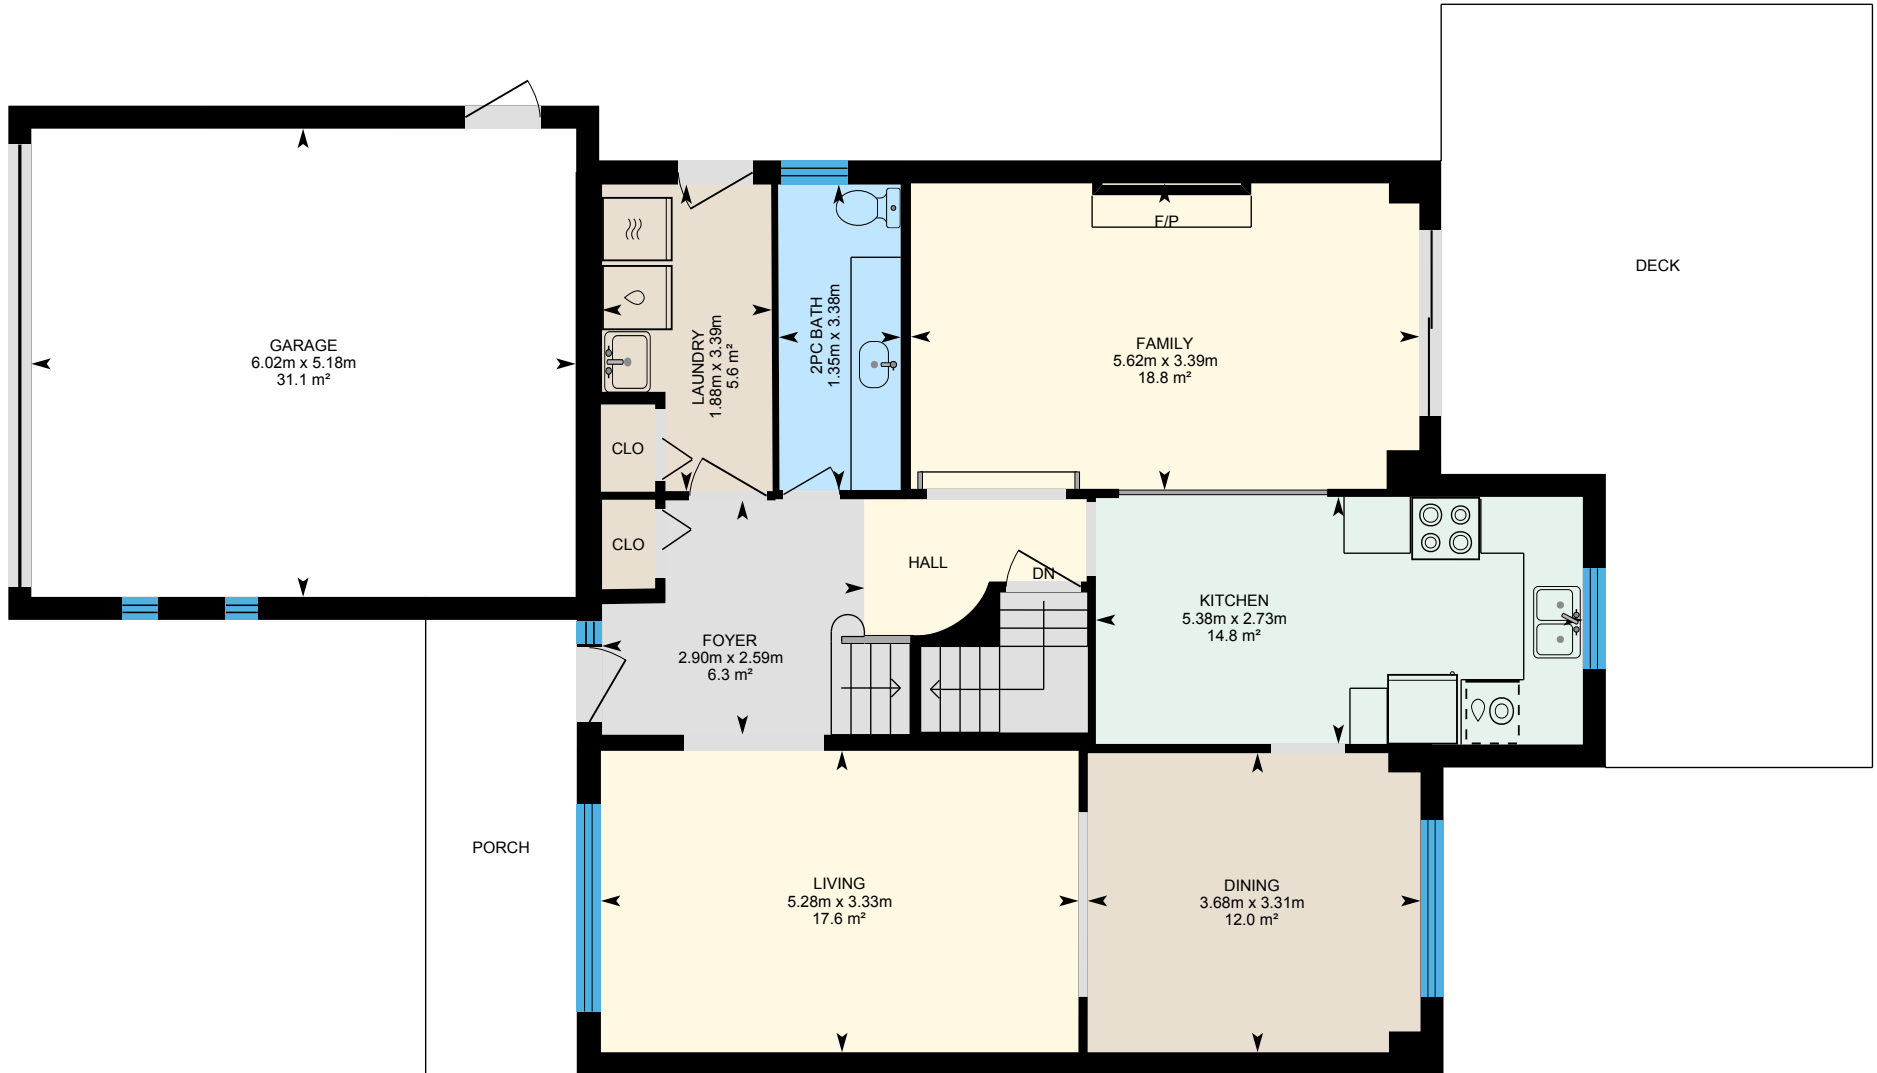 GARAGE
6.02m x 5.18m
31.1 m²
LAUNDRY
1.88m x 3.39m
5.6 m²
2PC BATH
1.35m x 3.38m
F/P
FAMILY
5.62m x 3.39m
18.8 m²
DECK
CLO
CLO
HALL
DN
FOYER
2.90m x 2.59m
6.3 m²
KITCHEN
5.38m x 2.73m
14.8 m²
PORCH
LIVING
5.28m x 3.33m
17.6 m²
DINING
3.68m x 3.31m
12.0 m²